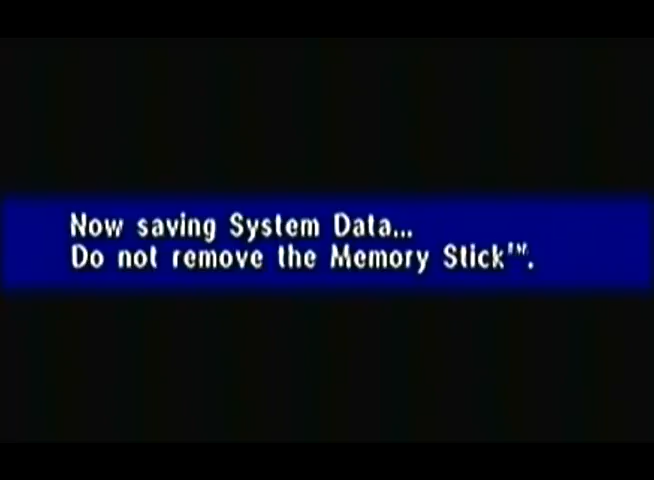 Now saving System Data...
Do not remove the Memory Stick™.